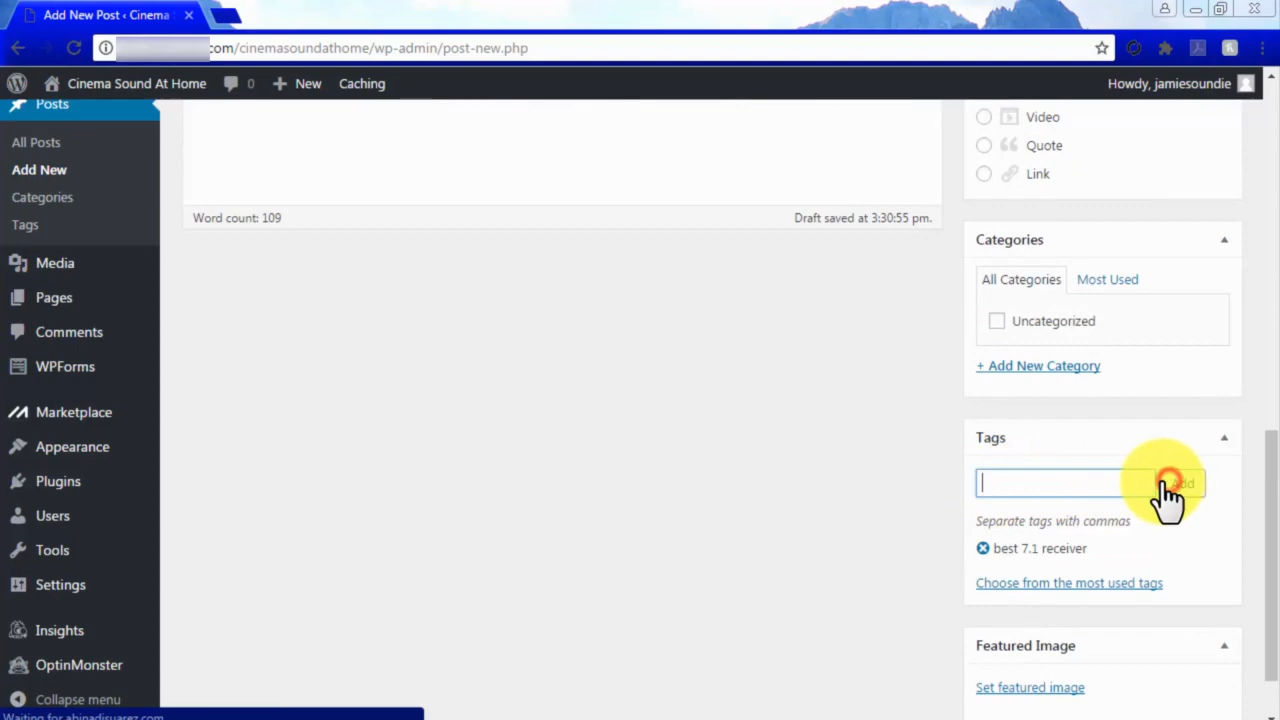 Add New Post ‹ Cinema
com/cinemasoundathome/wp-admin/post-new.php
Cinema Sound At Home
0
New
Caching
Howdy, jamiesoundie
Posts
All Posts
Add New
Categories
Tags
Media
Pages
Comments
WPForms
Marketplace
Appearance
Plugins
Users
Tools
Settings
Insights
OptinMonster
Collapse menu
Word count: 109
Draft saved at 3:30:55 pm.
Video
Quote
Link
Categories
All Categories
Most Used
Uncategorized
+ Add New Category
Tags
Add
Separate tags with commas
best 7.1 receiver
Choose from the most used tags
Featured Image
Set featured image